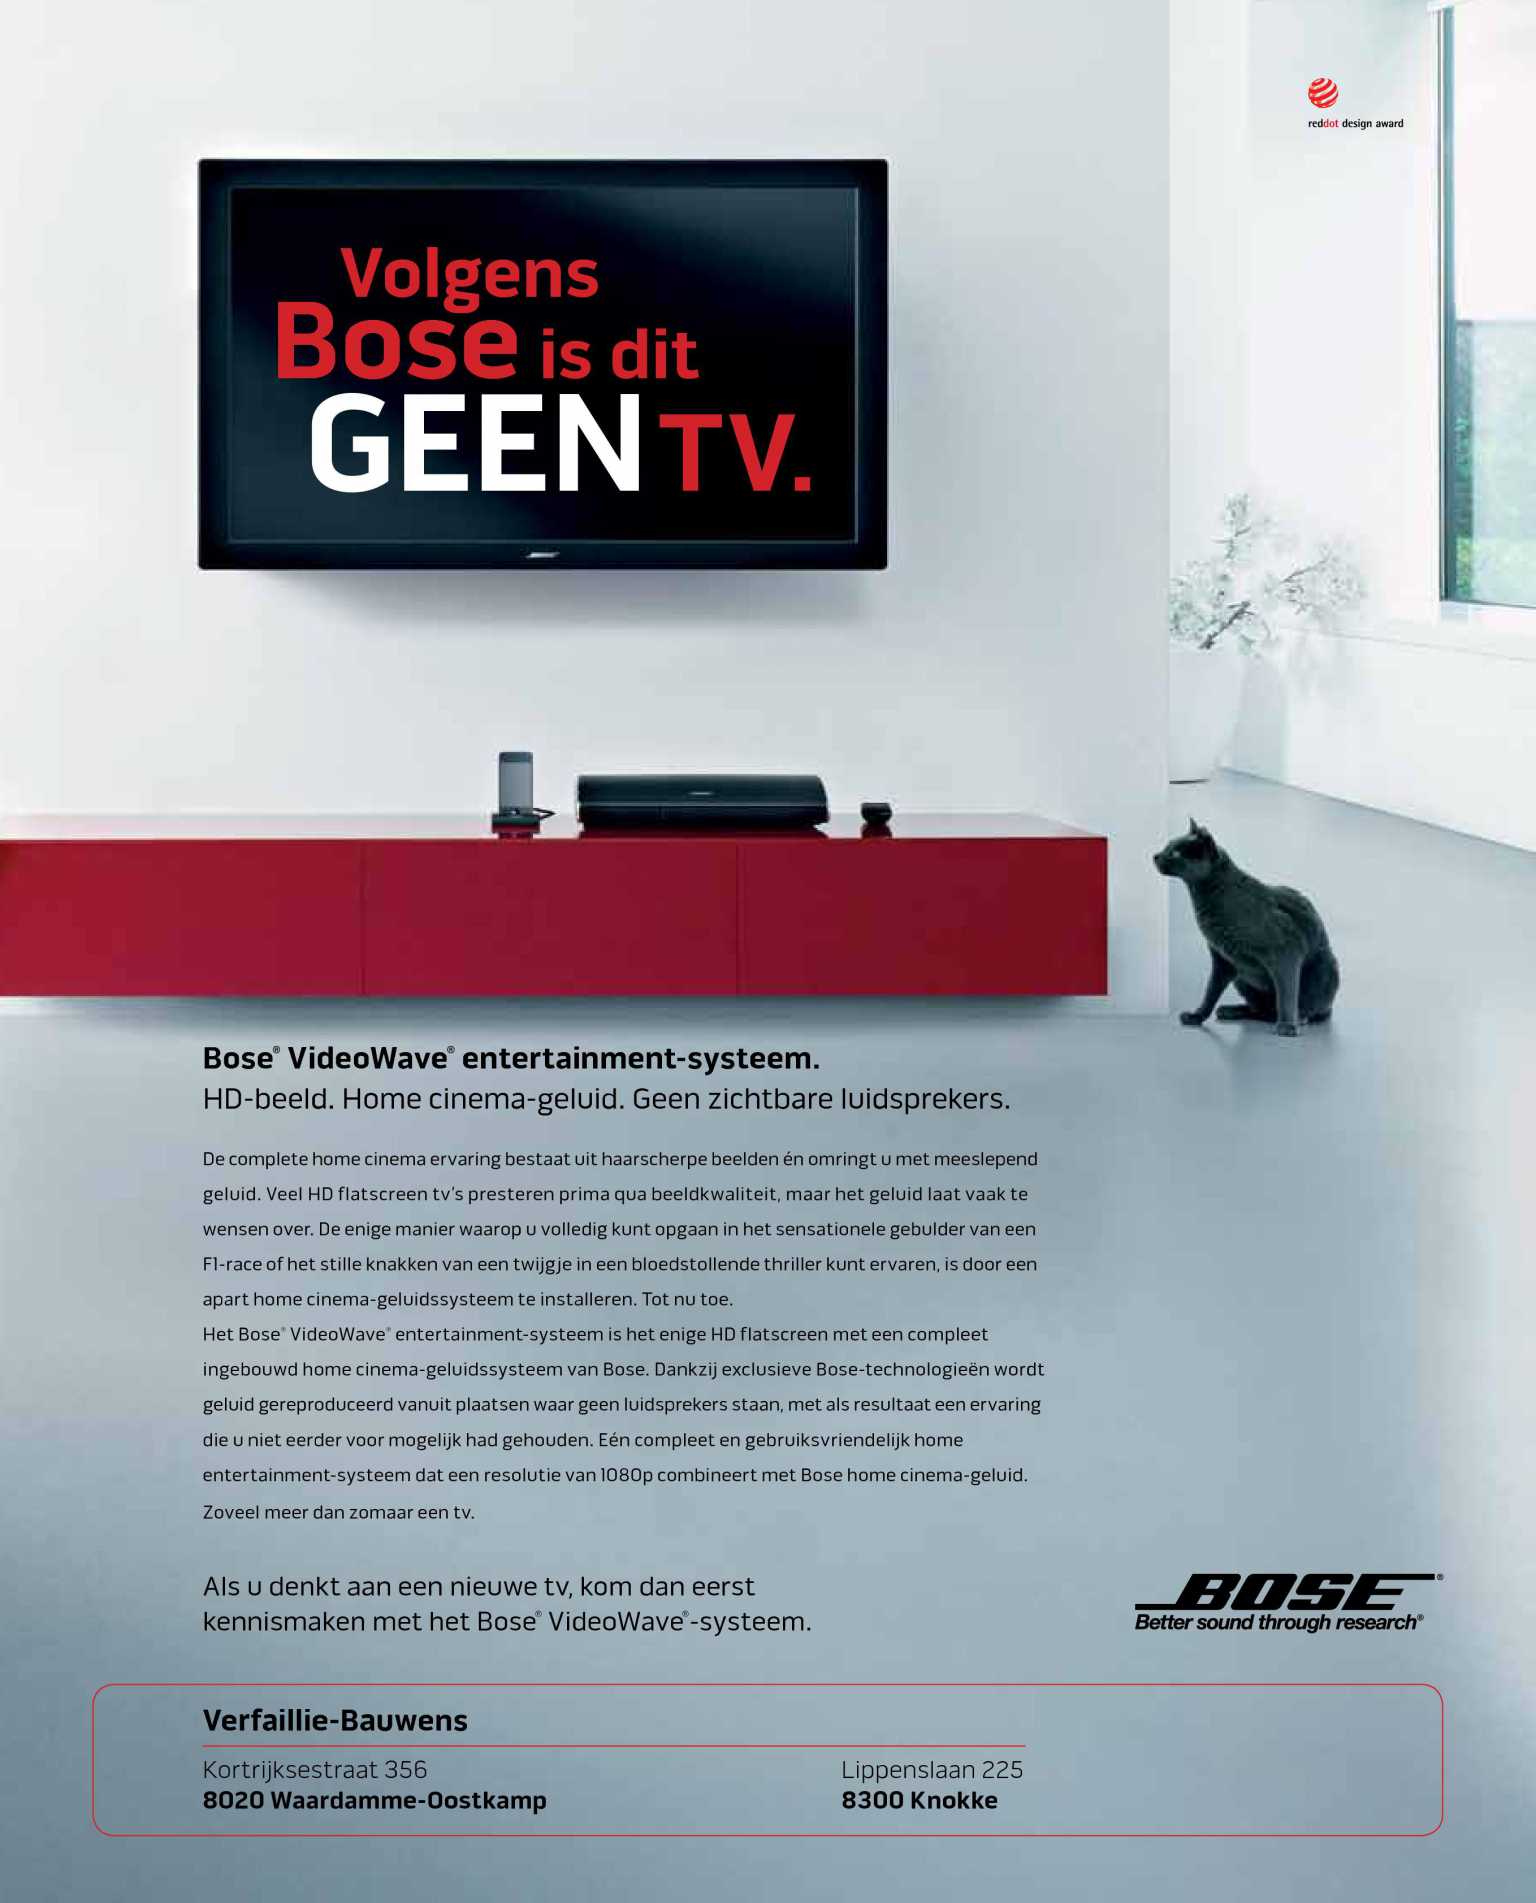 reddot design award
Volgens
Bose is dit
GEEN TV.
Bose® VideoWave® entertainment-systeem.
HD-beeld. Home cinema-geluid. Geen zichtbare luidsprekers.
De complete home cinema ervaring bestaat uit haarscherpe beelden én omringt u met meeslepend
geluid. Veel HD flatscreen tv's presteren prima qua beeldkwaliteit, maar het geluid laat vaak te
wensen over. De enige manier waarop u volledig kunt opgaan in het sensationele gebulder van een
F1-race of het stille knakken van een twijgje in een bloedstollende thriller kunt ervaren, is door een
apart home cinema-geluidssysteem te installeren. Tot nu toe.
Het Bose® VideoWave® entertainment-systeem is het enige HD flatscreen met een compleet
ingebouwd home cinema-geluidssysteem van Bose. Dankzij exclusieve Bose-technologieën wordt
geluid gereproduceerd vanuit plaatsen waar geen luidsprekers staan, met als resultaat een ervaring
die u niet eerder voor mogelijk had gehouden. Eén compleet en gebruiksvriendelijk home
entertainment-systeem dat een resolutie van 1080p combineert met Bose home cinema-geluid.
Zoveel meer dan zomaar een tv.
Als u denkt aan een nieuwe tv, kom dan eerst
kennismaken met het Bose® VideoWave®-systeem.
BOSE®
Better sound through research®
Verfaillie-Bauwens
Kortrijksestraat 356
8020 Waardamme-Oostkamp
Lippenslaan 225
8300 Knokke